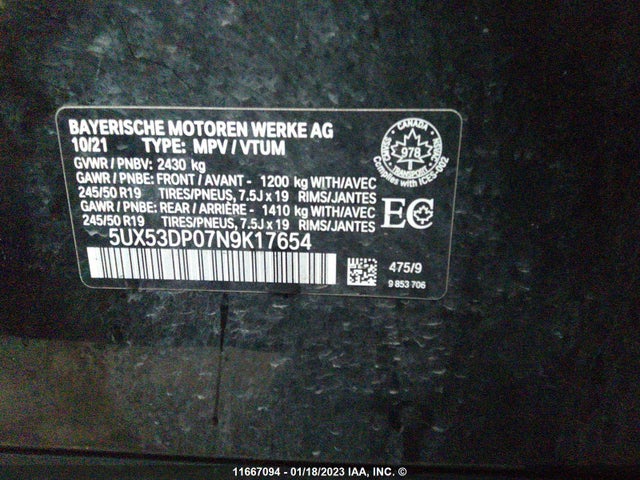 BAYERISCHE MOTOREN WERKE AG
10/21 TYPE: MPV / VTUM
GVWR / PNBV: 2430 kg
GAWR / PNBE: FRONT / AVANT - 1200 kg WITH/AVEC
245/50 R19 TIRES/PNEUS, 7.5J x 19 RIMS/JANTES
GAWR / PNBE: REAR / ARRIÈRE - 1410 kg WITH/AVEC
245/50 R19 TIRES/PNEUS, 7.5J x 19 RIMS/JANTES
5UX53DP07N9K17654
CANADA
978
TRANSPORT
Complies with ICES-002
EC
475/9
9 853 706
11667094 - 01/18/2023 IAA, INC. ©